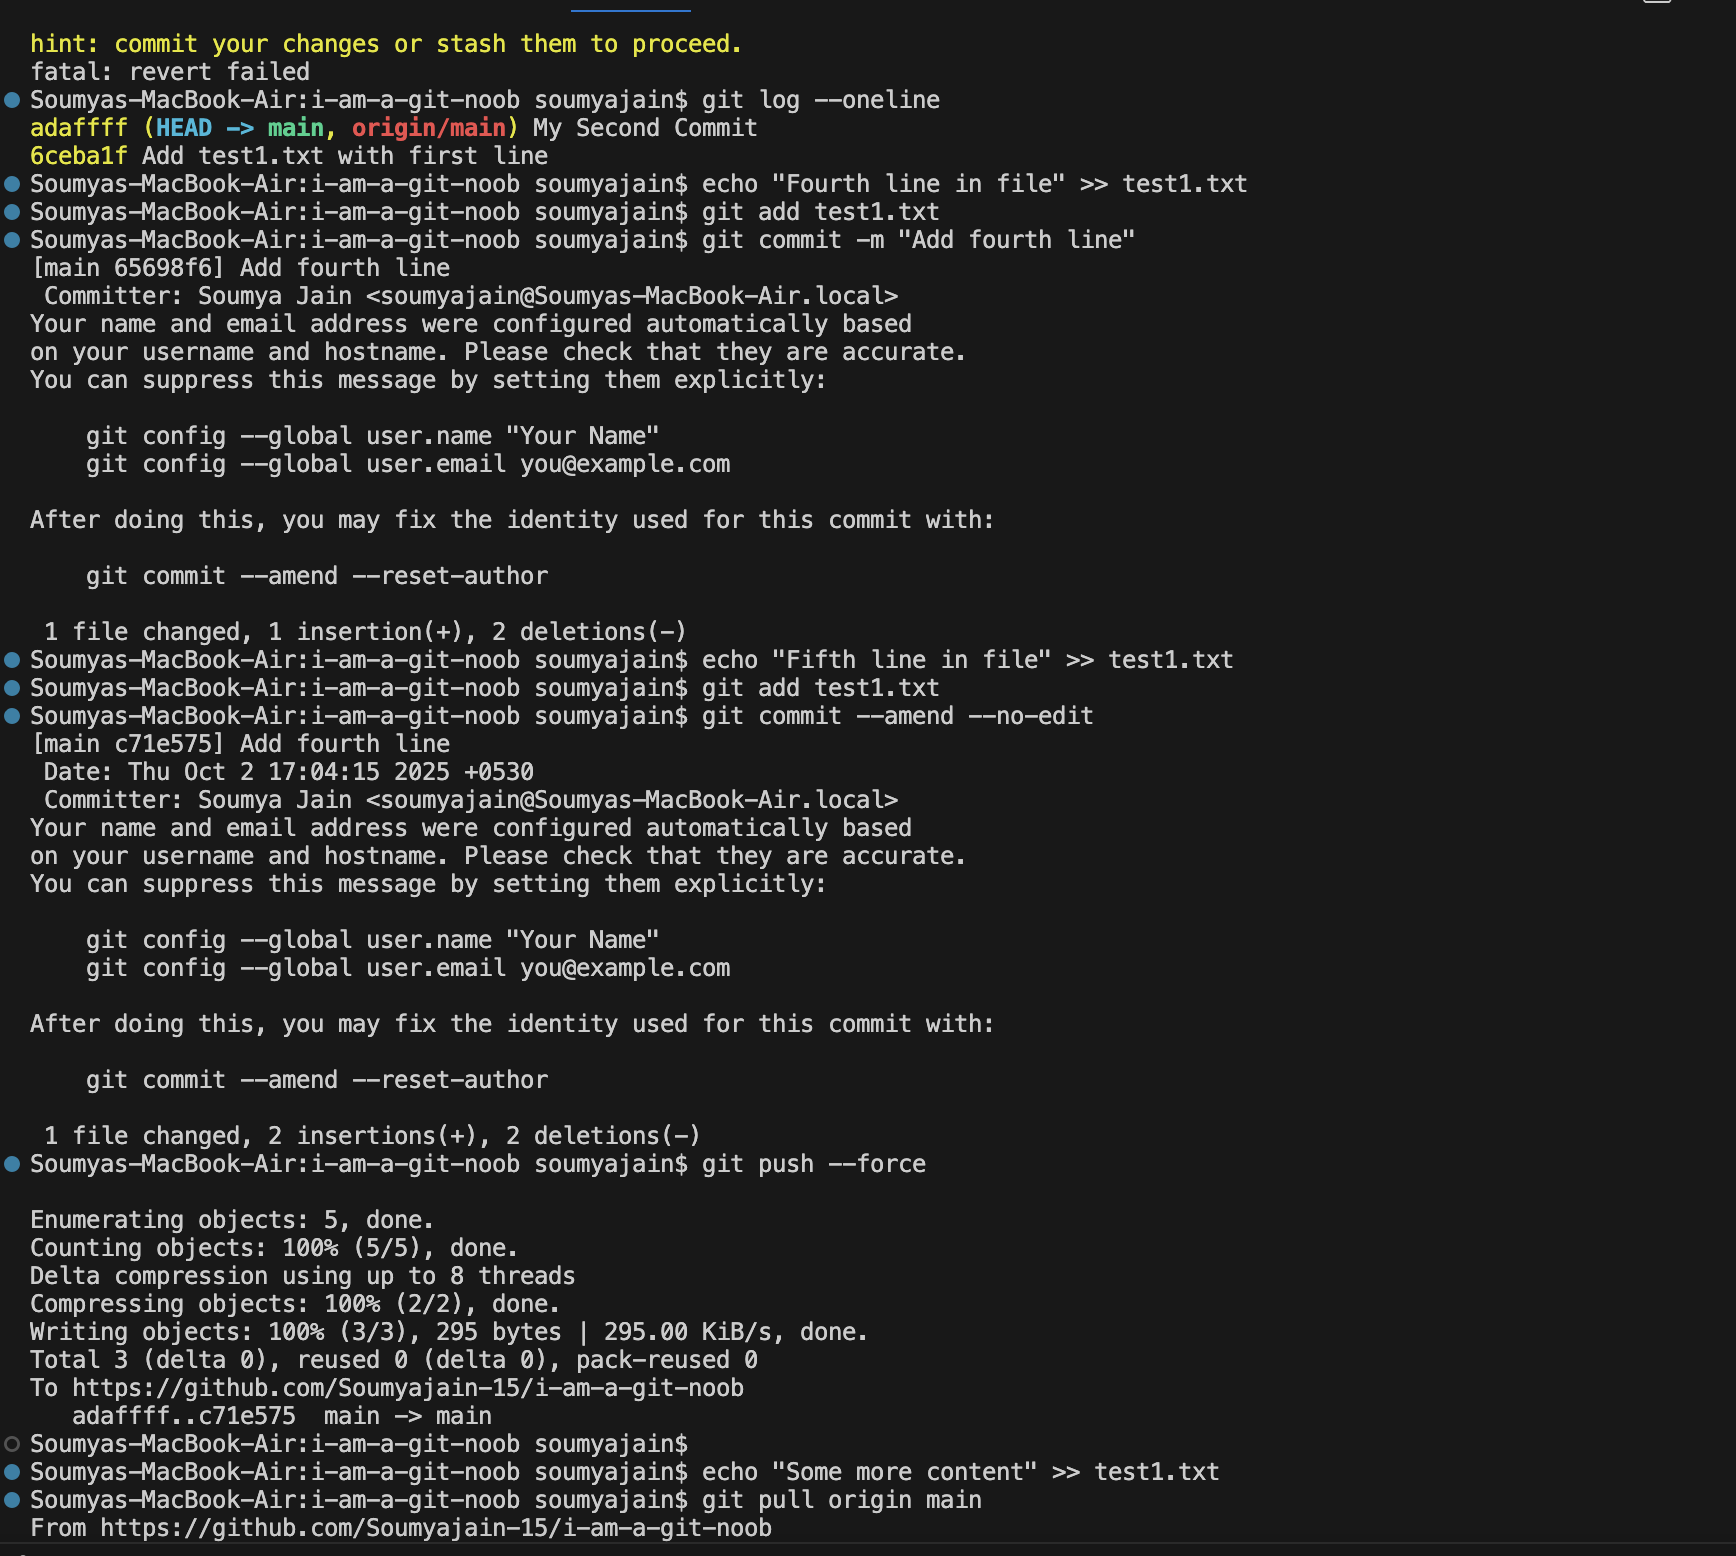 hint: commit your changes or stash them to proceed.
fatal: revert failed
Soumyas-MacBook-Air:i-am-a-git-noob soumyajain$ git log --oneline
adaffff (HEAD -> main, origin/main) My Second Commit
6ceba1f Add test1.txt with first line
Soumyas-MacBook-Air:i-am-a-git-noob soumyajain$ echo "Fourth line in file" >> test1.txt
Soumyas-MacBook-Air:i-am-a-git-noob soumyajain$ git add test1.txt
Soumyas-MacBook-Air:i-am-a-git-noob soumyajain$ git commit -m "Add fourth line"
[main 65698f6] Add fourth line
 Committer: Soumya Jain <soumyajain@Soumyas-MacBook-Air.local>
Your name and email address were configured automatically based
on your username and hostname. Please check that they are accurate.
You can suppress this message by setting them explicitly:

    git config --global user.name "Your Name"
    git config --global user.email you@example.com

After doing this, you may fix the identity used for this commit with:

    git commit --amend --reset-author

 1 file changed, 1 insertion(+), 2 deletions(-)
Soumyas-MacBook-Air:i-am-a-git-noob soumyajain$ echo "Fifth line in file" >> test1.txt
Soumyas-MacBook-Air:i-am-a-git-noob soumyajain$ git add test1.txt
Soumyas-MacBook-Air:i-am-a-git-noob soumyajain$ git commit --amend --no-edit
[main c71e575] Add fourth line
 Date: Thu Oct 2 17:04:15 2025 +0530
 Committer: Soumya Jain <soumyajain@Soumyas-MacBook-Air.local>
Your name and email address were configured automatically based
on your username and hostname. Please check that they are accurate.
You can suppress this message by setting them explicitly:

    git config --global user.name "Your Name"
    git config --global user.email you@example.com

After doing this, you may fix the identity used for this commit with:

    git commit --amend --reset-author

 1 file changed, 2 insertions(+), 2 deletions(-)
Soumyas-MacBook-Air:i-am-a-git-noob soumyajain$ git push --force

Enumerating objects: 5, done.
Counting objects: 100% (5/5), done.
Delta compression using up to 8 threads
Compressing objects: 100% (2/2), done.
Writing objects: 100% (3/3), 295 bytes | 295.00 KiB/s, done.
Total 3 (delta 0), reused 0 (delta 0), pack-reused 0
To https://github.com/Soumyajain-15/i-am-a-git-noob
   adaffff..c71e575  main -> main
Soumyas-MacBook-Air:i-am-a-git-noob soumyajain$
Soumyas-MacBook-Air:i-am-a-git-noob soumyajain$ echo "Some more content" >> test1.txt
Soumyas-MacBook-Air:i-am-a-git-noob soumyajain$ git pull origin main
From https://github.com/Soumyajain-15/i-am-a-git-noob